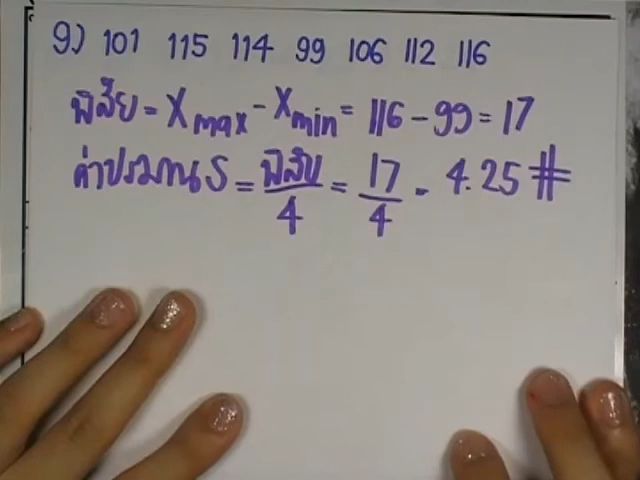 9) 101 115 114 99 106 112 116
พิสัย = Xmax - Xmin = 116 - 99 = 17
ค่าประมาณ S = พิสัย/4 = 17/4 = 4.25 #